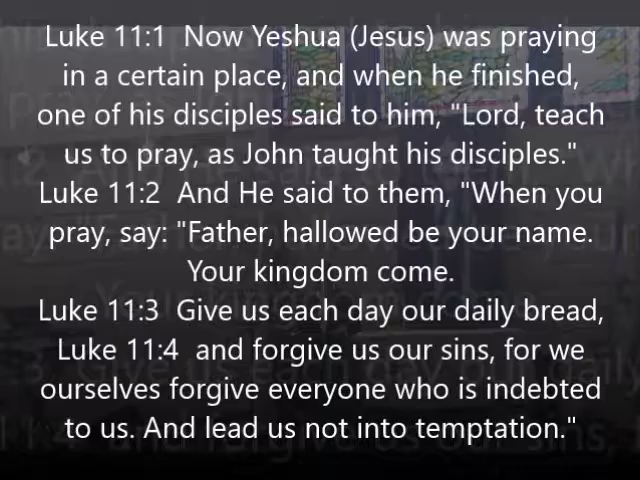 Luke 11:1  Now Yeshua (Jesus) was praying
in a certain place, and when he finished,
one of his disciples said to him, "Lord, teach
us to pray, as John taught his disciples."
Luke 11:2  And He said to them, "When you
pray, say: "Father, hallowed be your name.
Your kingdom come.
Luke 11:3  Give us each day our daily bread,
Luke 11:4  and forgive us our sins, for we
ourselves forgive everyone who is indebted
to us. And lead us not into temptation."